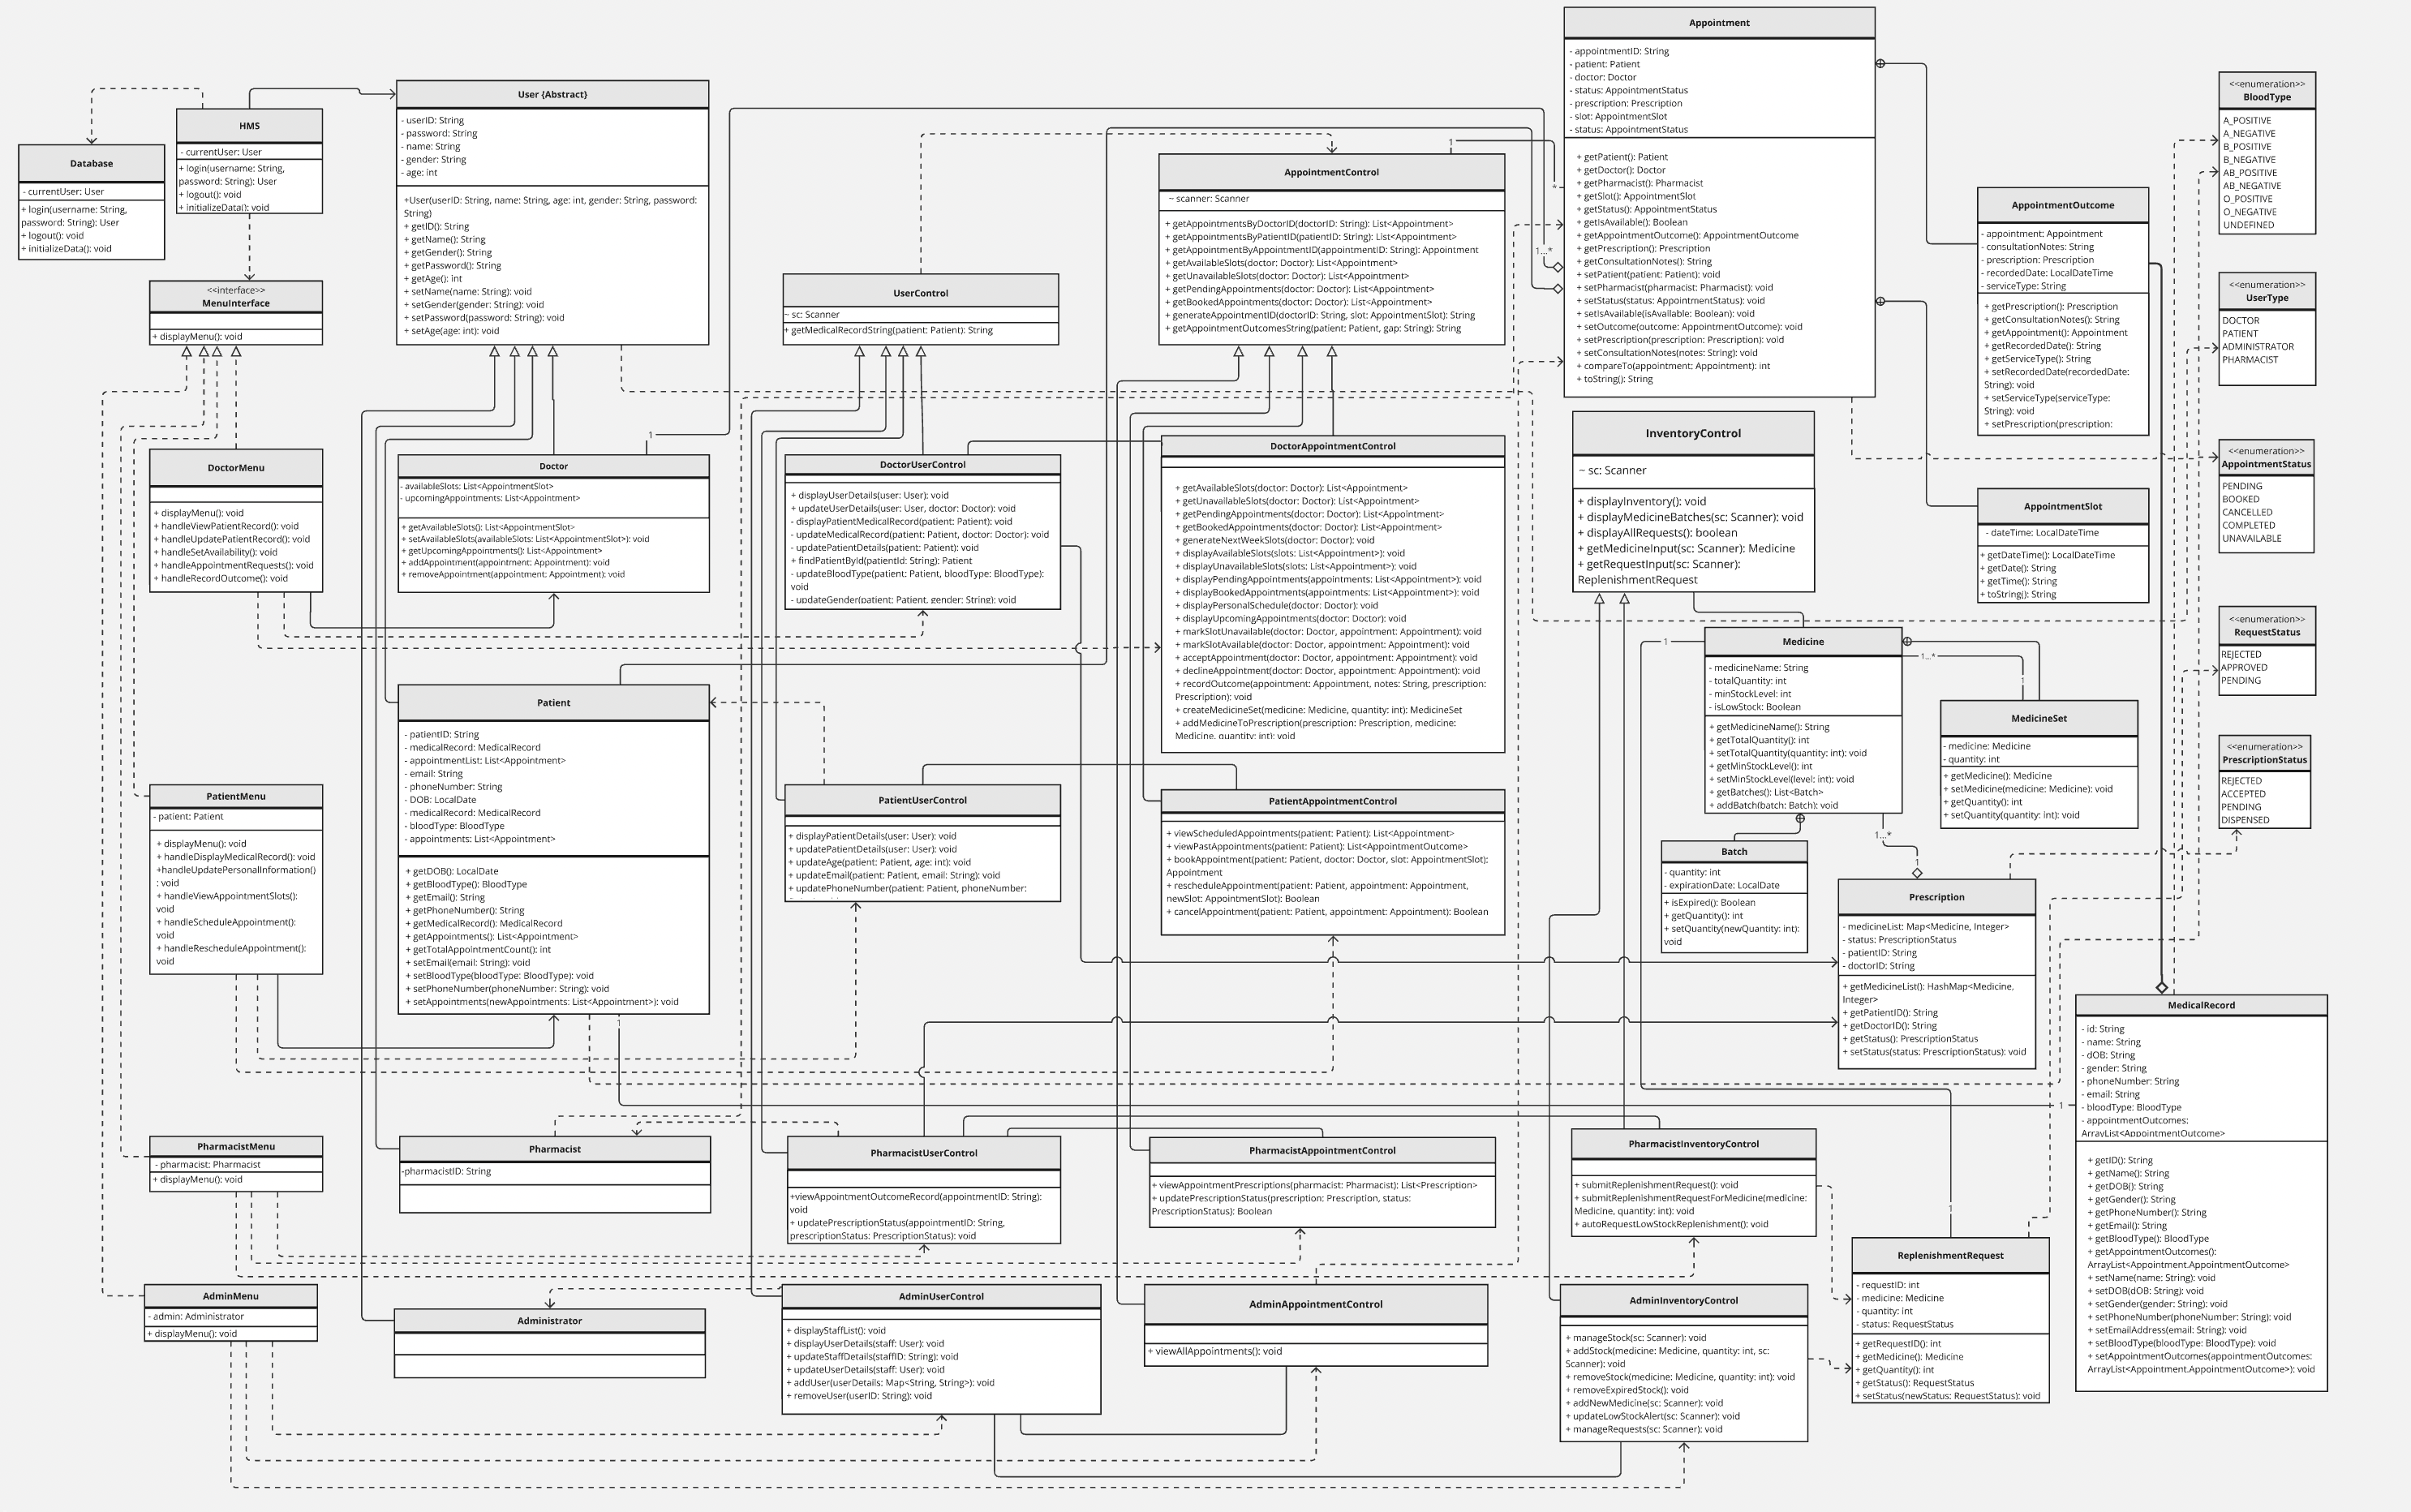 Appointment
- appointmentID: String
- patient: Patient
- doctor: Doctor
- status: AppointmentStatus
- prescription: Prescription
- slot: AppointmentSlot
- status: AppointmentStatus
+ getPatient(): Patient
+ getDoctor(): Doctor
+ getPharmacist(): Pharmacist
+ getSlot(): AppointmentSlot
+ getStatus(): AppointmentStatus
+ getIsAvailable(): Boolean
+ getAppointmentOutcome(): AppointmentOutcome
+ getPrescription(): Prescription
+ getConsultationNotes(): String
+ setPatient(patient: Patient): void
+ setPharmacist(pharmacist: Pharmacist): void
+ setStatus(status: AppointmentStatus): void
+ setIsAvailable(isAvailable: Boolean): void
+ setOutcome(outcome: AppointmentOutcome): void
+ setPrescription(prescription: Prescription): void
+ setConsultationNotes(notes: String): void
+ compareTo(appointment: Appointment): int
+ toString(): String
<<enumeration>>
BloodType
A_POSITIVE
A_NEGATIVE
B_POSITIVE
B_NEGATIVE
AB_POSITIVE
AB_NEGATIVE
O_POSITIVE
O_NEGATIVE
UNDEFINED
User {Abstract}
- userID: String
- password: String
- name: String
- gender: String
- age: int
+User(userID: String, name: String, age: int, gender: String, password:
String)
+ getID(): String
+ getName(): String
+ getGender(): String
+ getPassword(): String
+ getAge(): int
+ setName(name: String): void
+ setGender(gender: String): void
+ setPassword(password: String): void
+ setAge(age: int): void
HMS
- currentUser: User
+ login(username: String,
password: String): User
+ logout(): void
+ initializeData(): void
Database
- currentUser: User
+ login(username: String,
password: String): User
+ logout(): void
+ initializeData(): void
<<interface>>
MenuInterface
+ displayMenu(): void
AppointmentControl
~ scanner: Scanner
+ getAppointmentsByDoctorID(doctorID: String): List<Appointment>
+ getAppointmentsByPatientID(patientID: String): List<Appointment>
+ getAppointmentByAppointmentID(appointmentID: String): Appointment
+ getAvailableSlots(doctor: Doctor): List<Appointment>
+ getUnavailableSlots(doctor: Doctor): List<Appointment>
+ getPendingAppointments(doctor: Doctor): List<Appointment>
+ getBookedAppointments(doctor: Doctor): List<Appointment>
+ generateAppointmentID(doctorID: String, slot: AppointmentSlot): String
+ getAppointmentOutcomesString(patient: Patient, gap: String): String
1
*
1...*
UserControl
~ sc: Scanner
+ getMedicalRecordString(patient: Patient): String
AppointmentOutcome
- appointment: Appointment
- consultationNotes: String
- prescription: Prescription
- recordedDate: LocalDateTime
- serviceType: String
+ getPrescription(): Prescription
+ getConsultationNotes(): String
+ getAppointment(): Appointment
+ getRecordedDate(): String
+ getServiceType(): String
+ setRecordedDate(recordedDate:
String): void
+ setServiceType(serviceType:
String): void
+ setPrescription(prescription:
<<enumeration>>
UserType
DOCTOR
PATIENT
ADMINISTRATOR
PHARMACIST
<<enumeration>>
AppointmentStatus
PENDING
BOOKED
CANCELLED
COMPLETED
UNAVAILABLE
InventoryControl
~ sc: Scanner
+ displayInventory(): void
+ displayMedicineBatches(sc: Scanner): void
+ displayAllRequests(): boolean
+ getMedicineInput(sc: Scanner): Medicine
+ getRequestInput(sc: Scanner):
ReplenishmentRequest
AppointmentSlot
- dateTime: LocalDateTime
+ getDateTime(): LocalDateTime
+ getDate(): String
+ getTime(): String
+ toString(): String
DoctorMenu
+ displayMenu(): void
+ handleViewPatientRecord(): void
+ handleUpdatePatientRecord(): void
+ handleSetAvailability(): void
+ handleAppointmentRequests(): void
+ handleRecordOutcome(): void
1
Doctor
- availableSlots: List<AppointmentSlot>
- upcomingAppointments: List<Appointment>
+ getAvailableSlots(): List<AppointmentSlot>
+ setAvailableSlots(availableSlots: List<AppointmentSlot>): void
+ getUpcomingAppointments(): List<Appointment>
+ addAppointment(appointment: Appointment): void
+ removeAppointment(appointment: Appointment): void
DoctorUserControl
+ displayUserDetails(user: User): void
+ updateUserDetails(user: User, doctor: Doctor): void
- displayPatientMedicalRecord(patient: Patient): void
- updateMedicalRecord(patient: Patient, doctor: Doctor): void
- updatePatientDetails(patient: Patient): void
+ findPatientById(patientId: String): Patient
- updateBloodType(patient: Patient, bloodType: BloodType):
void
- updateGender(patient: Patient, gender: String): void
DoctorAppointmentControl
+ getAvailableSlots(doctor: Doctor): List<Appointment>
+ getUnavailableSlots(doctor: Doctor): List<Appointment>
+ getPendingAppointments(doctor: Doctor): List<Appointment>
+ getBookedAppointments(doctor: Doctor): List<Appointment>
+ generateNextWeekSlots(doctor: Doctor): void
+ displayAvailableSlots(slots: List<Appointment>): void
+ displayUnavailableSlots(slots: List<Appointment>): void
+ displayPendingAppointments(appointments: List<Appointment>): void
+ displayBookedAppointments(appointments: List<Appointment>): void
+ displayPersonalSchedule(doctor: Doctor): void
+ displayUpcomingAppointments(doctor: Doctor): void
+ markSlotUnavailable(doctor: Doctor, appointment: Appointment): void
+ markSlotAvailable(doctor: Doctor, appointment: Appointment): void
+ acceptAppointment(doctor: Doctor, appointment: Appointment): void
+ declineAppointment(doctor: Doctor, appointment: Appointment): void
+ recordOutcome(appointment: Appointment, notes: String, prescription:
Prescription): void
+ createMedicineSet(medicine: Medicine, quantity: int): MedicineSet
+ addMedicineToPrescription(prescription: Prescription, medicine:
Medicine, quantity: int): void
<<enumeration>>
RequestStatus
REJECTED
APPROVED
PENDING
1
Medicine
- medicineName: String
- totalQuantity: int
- minStockLevel: int
- isLowStock: Boolean
+ getMedicineName(): String
+ getTotalQuantity(): int
+ setTotalQuantity(quantity: int): void
+ getMinStockLevel(): int
+ setMinStockLevel(level: int): void
+ getBatches(): List<Batch>
+ addBatch(batch: Batch): void
1...*
1
MedicineSet
- medicine: Medicine
- quantity: int
+ getMedicine(): Medicine
+ setMedicine(medicine: Medicine): void
+ getQuantity(): int
+ setQuantity(quantity: int): void
<<enumeration>>
PrescriptionStatus
REJECTED
ACCEPTED
PENDING
DISPENSED
Patient
- patientID: String
- medicalRecord: MedicalRecord
- appointmentList: List<Appointment>
- email: String
- phoneNumber: String
- DOB: LocalDate
- medicalRecord: MedicalRecord
- bloodType: BloodType
- appointments: List<Appointment>
+ getDOB(): LocalDate
+ getBloodType(): BloodType
+ getEmail(): String
+ getPhoneNumber(): String
+ getMedicalRecord(): MedicalRecord
+ getAppointments(): List<Appointment>
+ getTotalAppointmentCount(): int
+ setEmail(email: String): void
+ setBloodType(bloodType: BloodType): void
+ setPhoneNumber(phoneNumber: String): void
+ setAppointments(newAppointments: List<Appointment>): void
1
PatientMenu
- patient: Patient
+ displayMenu(): void
+ handleDisplayMedicalRecord(): void
+handleUpdatePersonalInformation()
: void
+ handleViewAppointmentSlots():
void
+ handleScheduleAppointment():
void
+ handleRescheduleAppointment():
void
PatientUserControl
+ displayPatientDetails(user: User): void
+ updatePatientDetails(user: User): void
+ updateAge(patient: Patient, age: int): void
+ updateEmail(patient: Patient, email: String): void
+ updatePhoneNumber(patient: Patient, phoneNumber:
PatientAppointmentControl
+ viewScheduledAppointments(patient: Patient): List<Appointment>
+ viewPastAppointments(patient: Patient): List<AppointmentOutcome>
+ bookAppointment(patient: Patient, doctor: Doctor, slot: AppointmentSlot):
Appointment
+ rescheduleAppointment(patient: Patient, appointment: Appointment,
newSlot: AppointmentSlot): Boolean
+ cancelAppointment(patient: Patient, appointment: Appointment): Boolean
Batch
- quantity: int
- expirationDate: LocalDate
+ isExpired(): Boolean
+ getQuantity(): int
+ setQuantity(newQuantity: int):
void
1...*
1
Prescription
- medicineList: Map<Medicine, Integer>
- status: PrescriptionStatus
- patientID: String
- doctorID: String
+ getMedicineList(): HashMap<Medicine,
Integer>
+ getPatientID(): String
+ getDoctorID(): String
+ getStatus(): PrescriptionStatus
+ setStatus(status: PrescriptionStatus): void
1
MedicalRecord
- id: String
- name: String
- dOB: String
- gender: String
- phoneNumber: String
- email: String
- bloodType: BloodType
- appointmentOutcomes:
ArrayList<AppointmentOutcome>
+ getID(): String
+ getName(): String
+ getDOB(): String
+ getGender(): String
+ getPhoneNumber(): String
+ getEmail(): String
+ getBloodType(): BloodType
+ getAppointmentOutcomes():
ArrayList<Appointment.AppointmentOutcome>
+ setName(name: String): void
+ setDOB(dOB: String): void
+ setGender(gender: String): void
+ setPhoneNumber(phoneNumber: String): void
+ setEmailAddress(email: String): void
+ setBloodType(bloodType: BloodType): void
+ setAppointmentOutcomes(appointmentOutcomes:
ArrayList<Appointment.AppointmentOutcome>): void
PharmacistMenu
- pharmacist: Pharmacist
+ displayMenu(): void
Pharmacist
-pharmacistID: String
PharmacistUserControl
+viewAppointmentOutcomeRecord(appointmentID: String):
void
+ updatePrescriptionStatus(appointmentID: String,
prescriptionStatus: PrescriptionStatus): void
PharmacistAppointmentControl
+ viewAppointmentPrescriptions(pharmacist: Pharmacist): List<Prescription>
+ updatePrescriptionStatus(prescription: Prescription, status:
PrescriptionStatus): Boolean
PharmacistInventoryControl
+ submitReplenishmentRequest(): void
+ submitReplenishmentRequestForMedicine(medicine:
Medicine, quantity: int): void
+ autoRequestLowStockReplenishment(): void
1
ReplenishmentRequest
- requestID: int
- medicine: Medicine
- quantity: int
- status: RequestStatus
+ getRequestID(): int
+ getMedicine(): Medicine
+ getQuantity(): int
+ getStatus(): RequestStatus
+ setStatus(newStatus: RequestStatus): void
AdminMenu
- admin: Administrator
+ displayMenu(): void
Administrator
AdminUserControl
+ displayStaffList(): void
+ displayUserDetails(staff: User): void
+ updateStaffDetails(staffID: String): void
+ updateUserDetails(staff: User): void
+ addUser(userDetails: Map<String, String>): void
+ removeUser(userID: String): void
AdminAppointmentControl
+ viewAllAppointments(): void
AdminInventoryControl
+ manageStock(sc: Scanner): void
+ addStock(medicine: Medicine, quantity: int, sc:
Scanner): void
+ removeStock(medicine: Medicine, quantity: int): void
+ removeExpiredStock(): void
+ addNewMedicine(sc: Scanner): void
+ updateLowStockAlert(sc: Scanner): void
+ manageRequests(sc: Scanner): void